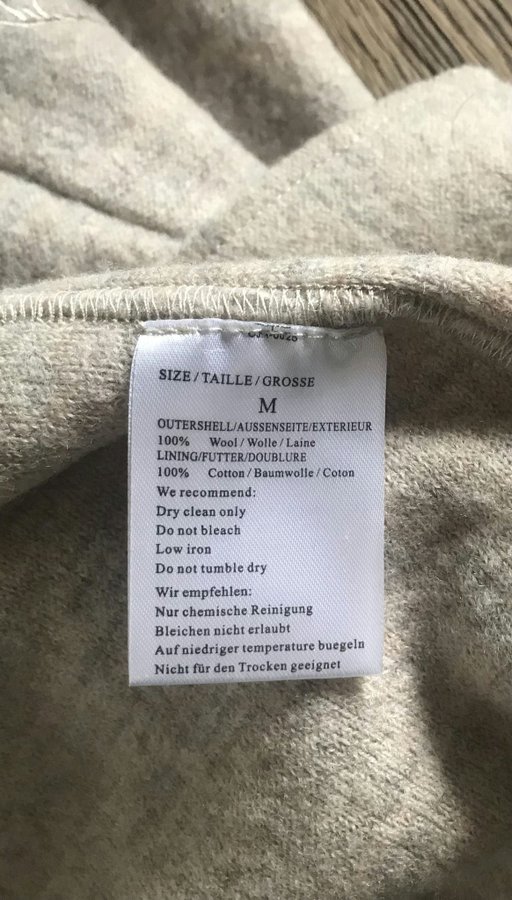 SIZE/TAILLE/GROSSE
M
OUTERSHELL/AUSSENSEITE/EXTERIEUR
100% Wool/Wolle/Laine
LINING/FUTTER/DOUBLURE
100% Cotton/Baumwolle/Coton
We recommend:
Dry clean only
Do not bleach
Low iron
Do not tumble dry
Wir empfehlen:
Nur chemische Reinigung
Bleichen nicht erlaubt
Auf niedriger temperature buegeln
Nicht für den Trocken geeignet